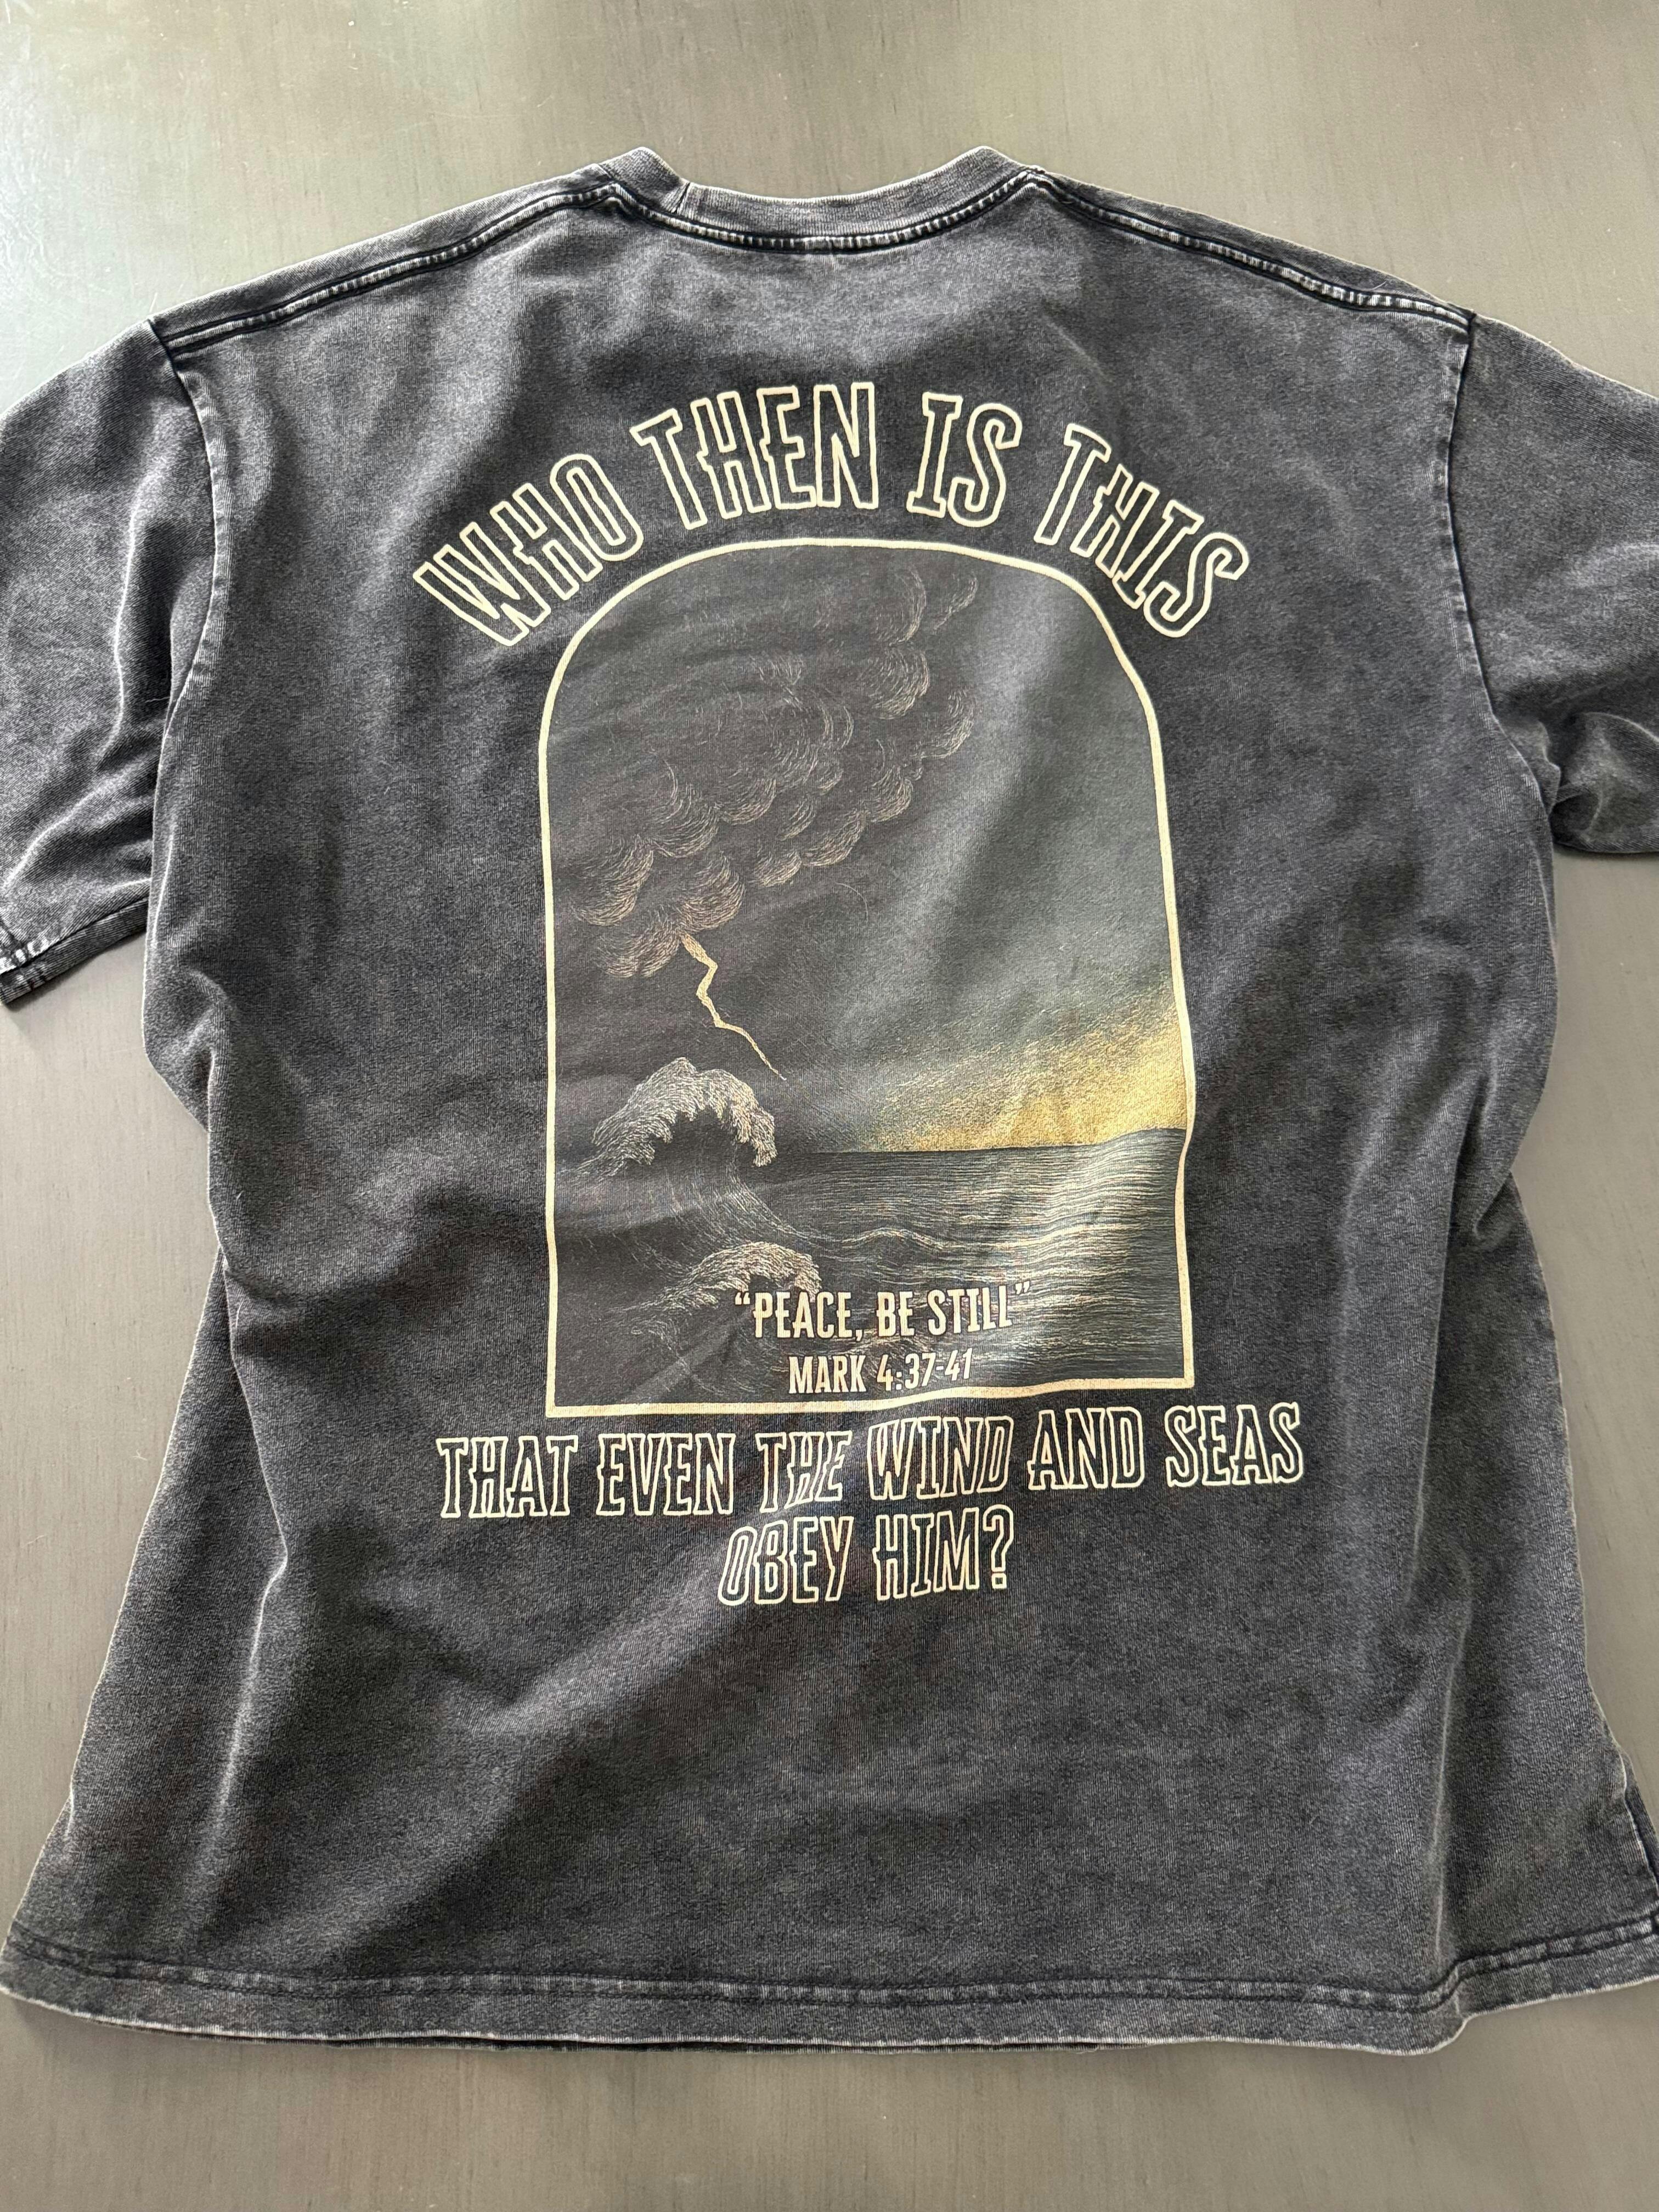 WHO THEN IS THIS
“PEACE, BE STILL”
MARK 4:37-41
THAT EVEN THE WIND AND SEAS
OBEY HIM?